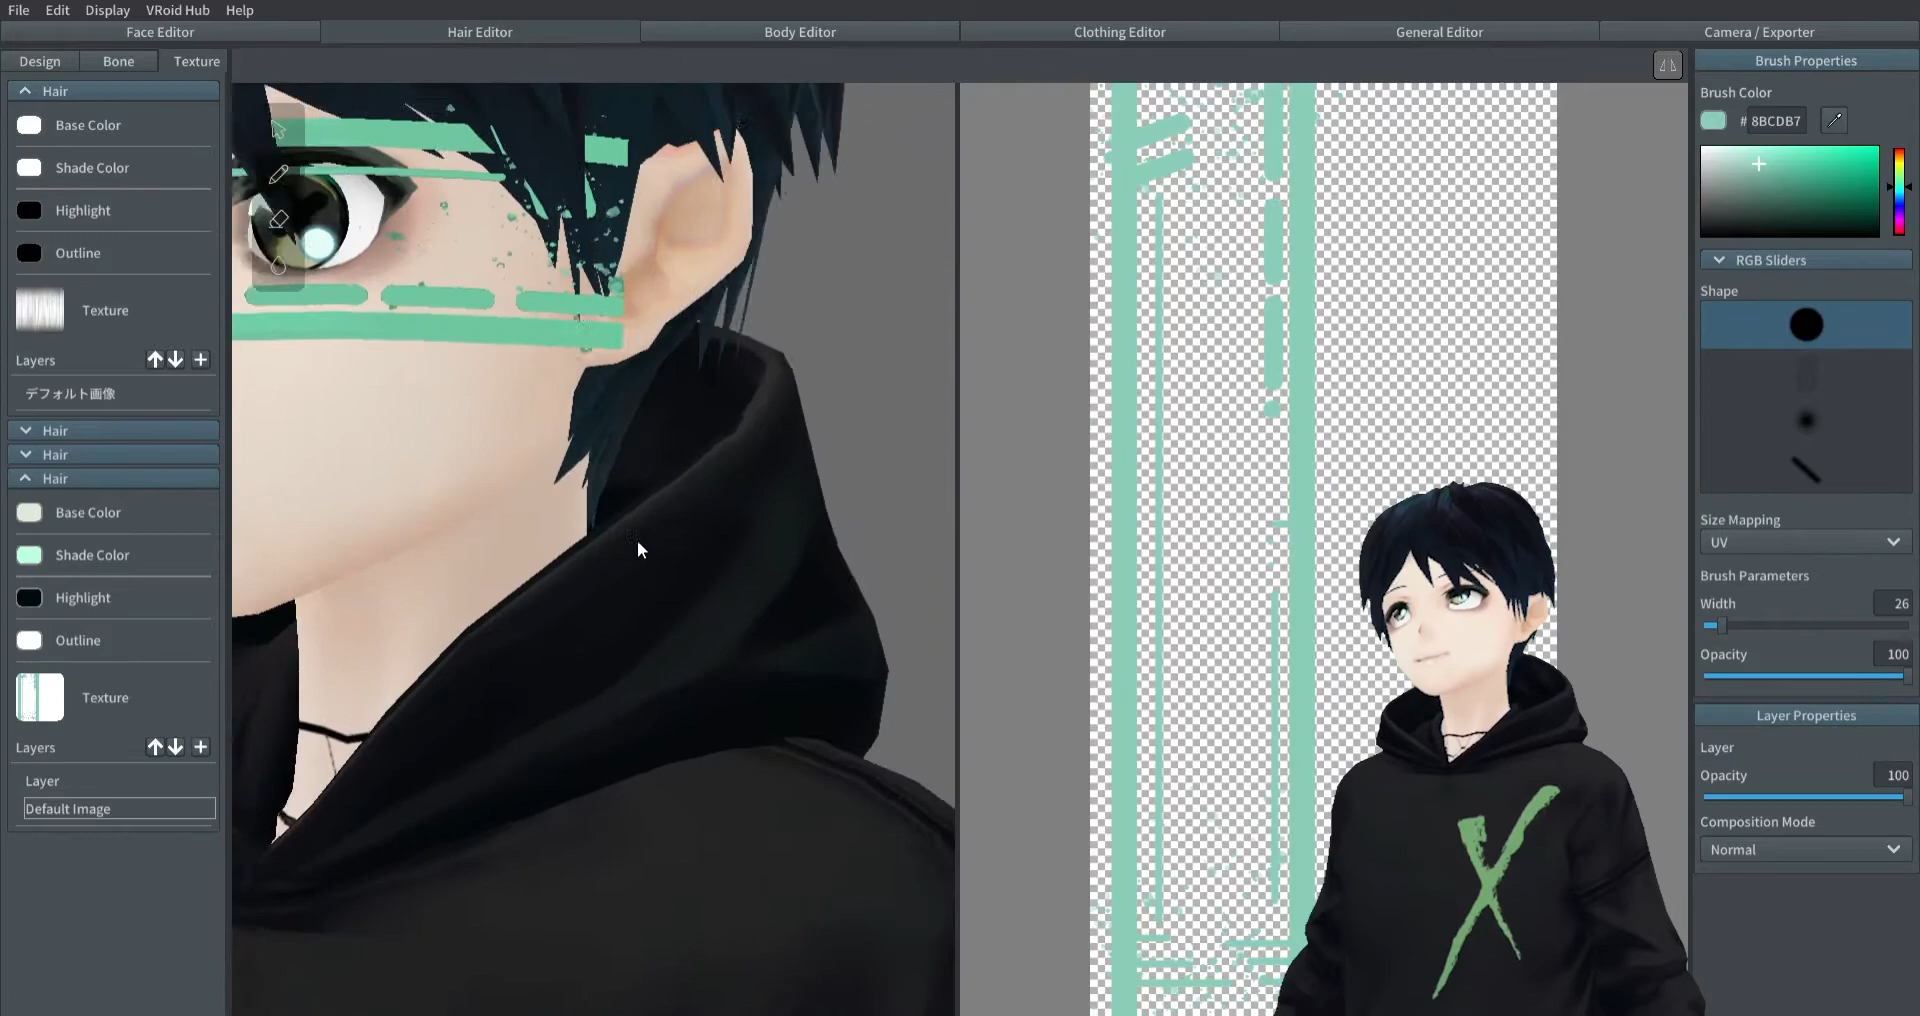 File Edit Display VRoid Hub Help
Face Editor Hair Editor Body Editor Clothing Editor General Editor Camera / Exporter
Design Bone Texture
Hair
Base Color
Shade Color
Highlight
Outline
Texture
Layers
デフォルト画像
Hair
Hair
Hair
Base Color
Shade Color
Highlight
Outline
Texture
Layers
Layer
Default Image
Brush Properties
Brush Color
# 8BCDB7
RGB Sliders
Shape
Size Mapping
UV
Brush Parameters
Width 26
Opacity 100
Layer Properties
Layer
Opacity 100
Composition Mode
Normal
X